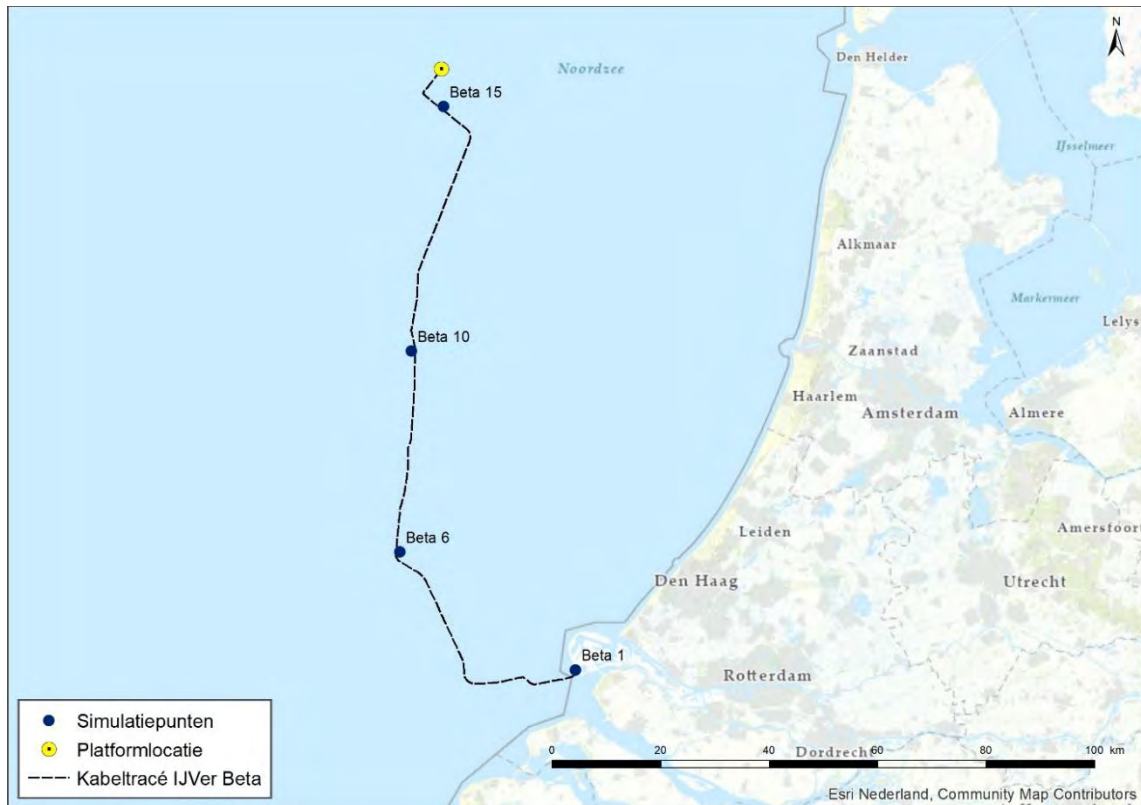 N
Noordzee
Den Helder
Beta 15
IJsselmeer
Alkmaar
Markermeer
Lelys
Beta 10
Zaanstad
Haarlem
Amsterdam
Almere
Leiden
Amersfoort
Beta 6
Den Haag
Utrecht
Beta 1
Rotterdam
Simulatiepunten
Platformlocatie
Kabeltracé IJVer Beta
Dordrecht
0 20 40 60 80 100 km
Esri Nederland, Community Map Contributors